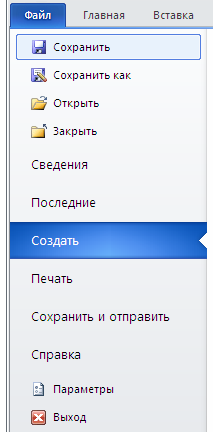 Файл Главная Вставка
Сохранить
Сохранить как
Открыть
Закрыть
Сведения
Последние
Создать
Печать
Сохранить и отправить
Справка
Параметры
Выход